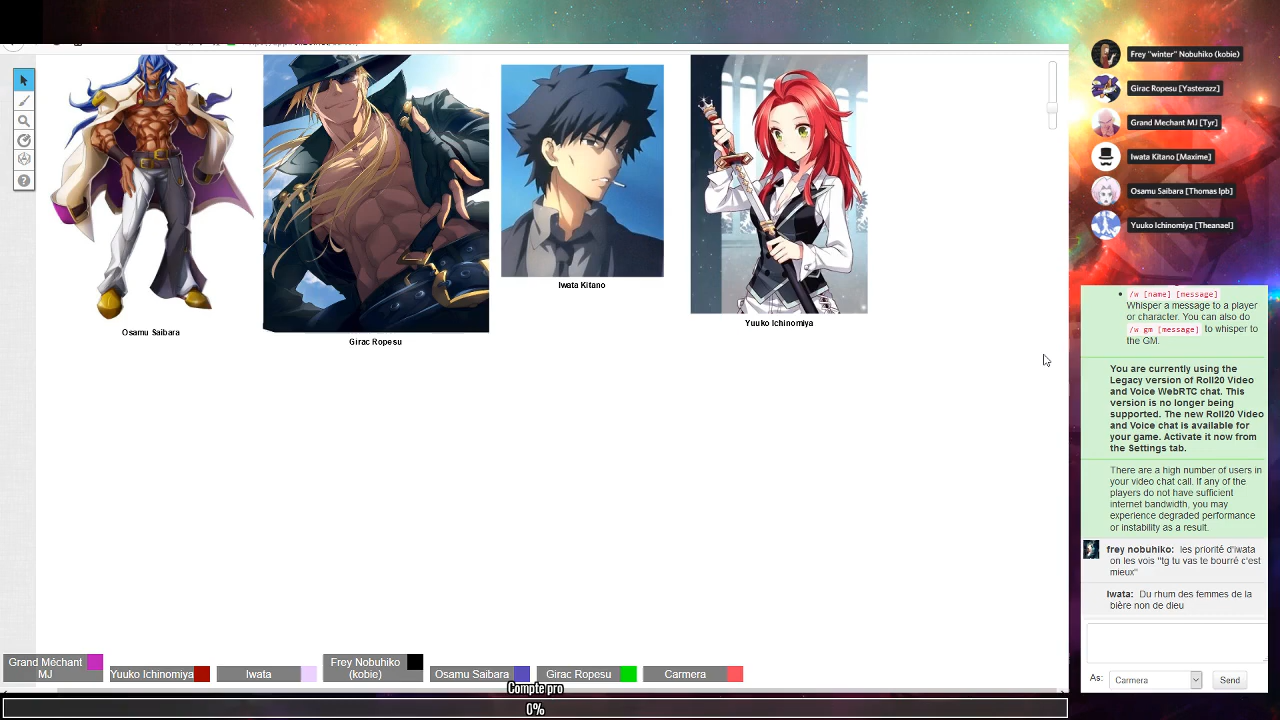 Osamu Saibara
Girac Ropesu
Iwata Kitano
Yuuko Ichinomiya
Frey "winter" Nobuhiko (kobie)
Girac Ropesu [Yasterazz]
Grand Mechant MJ [Tyr]
Iwata Kitano [Maxime]
Osamu Saibara [Thomas lpb]
Yuuko Ichinomiya [Theanael]
/w [name] [message]
Whisper a message to a player
or character. You can also do
/w gm [message] to whisper to
the GM.
You are currently using the
Legacy version of Roll20 Video
and Voice WebRTC chat. This
version is no longer being
supported. The new Roll20 Video
and Voice chat is available for
your game. Activate it now from
the Settings tab.
There are a high number of users in
your video chat call. If any of the
players do not have sufficient
internet bandwidth, you may
experience degraded performance
or instability as a result.
frey nobuhiko: les priorité d'iwata
on les vois "tg tu vas te bourré c'est
mieux"
Iwata: Du rhum des femmes de la
bière non de dieu
As: Carmera Send
Grand Méchant
MJ
Yuuko Ichinomiya
Iwata
Frey Nobuhiko
(kobie)
Osamu Saibara
Girac Ropesu
Carmera
Compte pro
0%